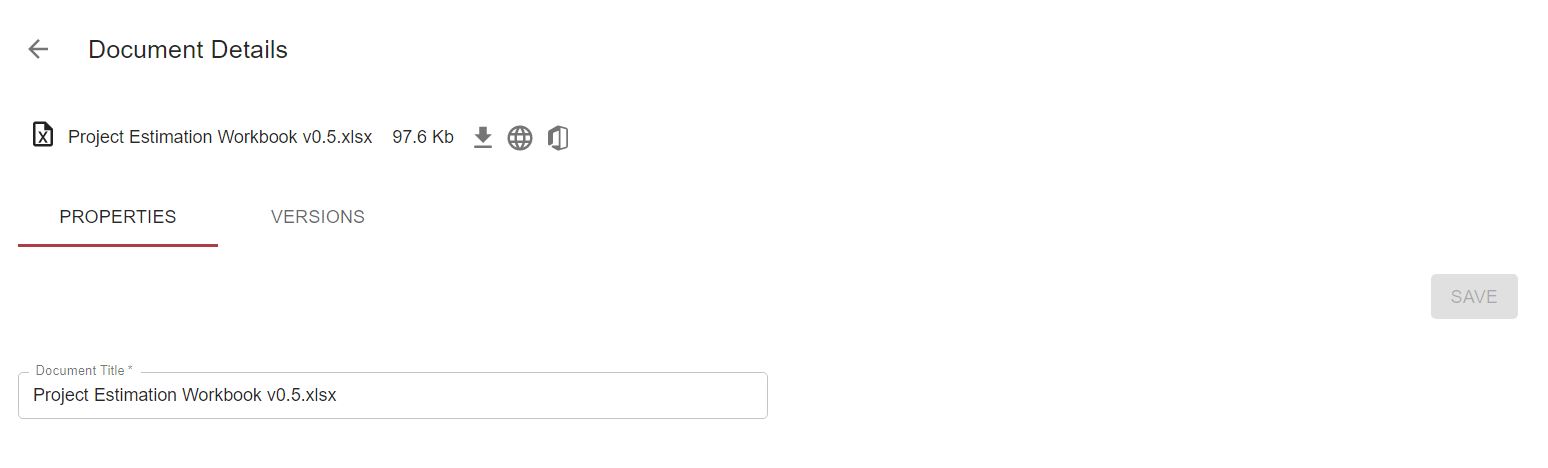 Document Details
Project Estimation Workbook v0.5.xlsx 97.6 Kb
PROPERTIES VERSIONS
SAVE
Document Title *
Project Estimation Workbook v0.5.xlsx